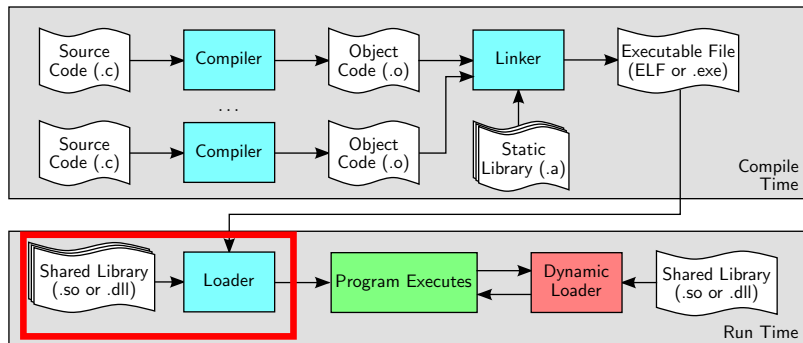 Source
Code (.c)
Compiler
Object
Code (.o)
Linker
Executable File
(ELF or .exe)
...
Source
Code (.c)
Compiler
Object
Code (.o)
Static
Library (.a)
Compile
Time
Shared Library
(.so or .dll)
Loader
Program Executes
Dynamic
Loader
Shared Library
(.so or .dll)
Run Time